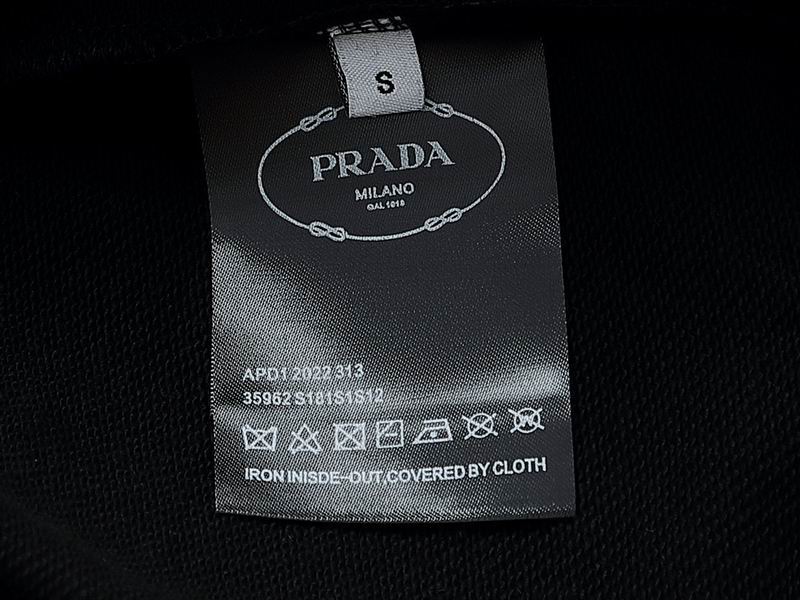 S
PRADA
MILANO
DAL 1913
APD1 2022 313
35962 S181S1S12
IRON INISDE-OUT,COVERED BY CLOTH